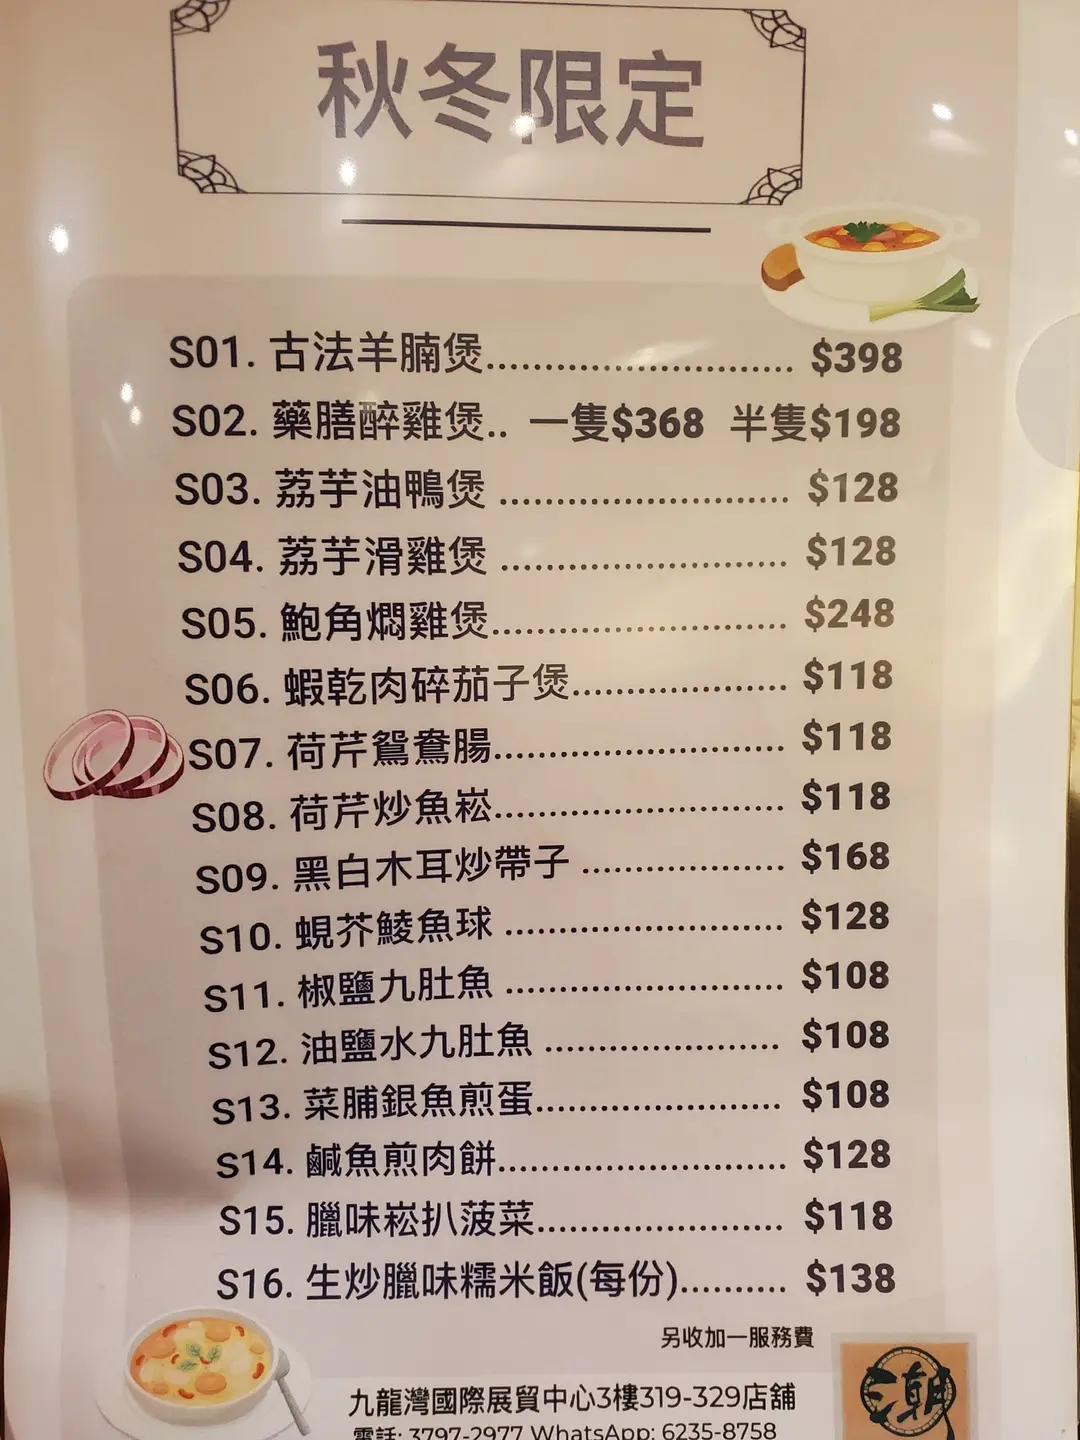 秋冬限定
S01. 古法羊腩煲........................... $398
S02. 藥膳醉雞煲.. 一隻$368 半隻$198
S03. 荔芋油鴨煲 ......................... $128
S04. 荔芋滑雞煲 ......................... $128
S05. 鮑角燜雞煲.......................... $248
S06. 蝦乾肉碎茄子煲................... $118
S07. 荷芹鴛鴦腸.......................... $118
S08. 荷芹炒魚崧.......................... $118
S09. 黑白木耳炒帶子 .................. $168
S10. 蜆芥鯪魚球 ......................... $128
S11. 椒鹽九肚魚 ......................... $108
S12. 油鹽水九肚魚 ..................... $108
S13. 菜脯銀魚煎蛋...................... $108
S14. 鹹魚煎肉餅.......................... $128
S15. 臘味崧扒菠菜...................... $118
S16. 生炒臘味糯米飯(每份).......... $138
另收加一服務費
九龍灣國際展貿中心3樓319-329店舖
電話: 3797-2977 WhatsApp: 6235-8758
潮